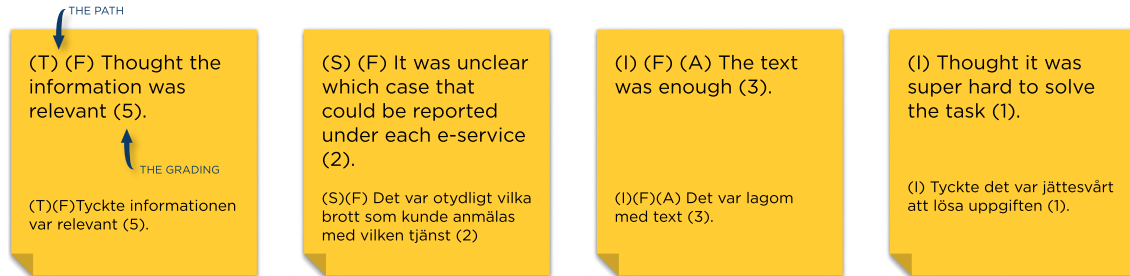 THE PATH
(T) (F) Thought the
information was
relevant (5).
THE GRADING
(T)(F)Tyckte informationen
var relevant (5).
(S) (F) It was unclear
which case that
could be reported
under each e-service
(2).
(S)(F) Det var otydligt vilka
brott som kunde anmälas
med vilken tjänst (2)
(I) (F) (A) The text
was enough (3).
(I)(F)(A) Det var lagom
med text (3).
(I) Thought it was
super hard to solve
the task (1).
(I) Tyckte det var jättesvårt
att lösa uppgiften (1).